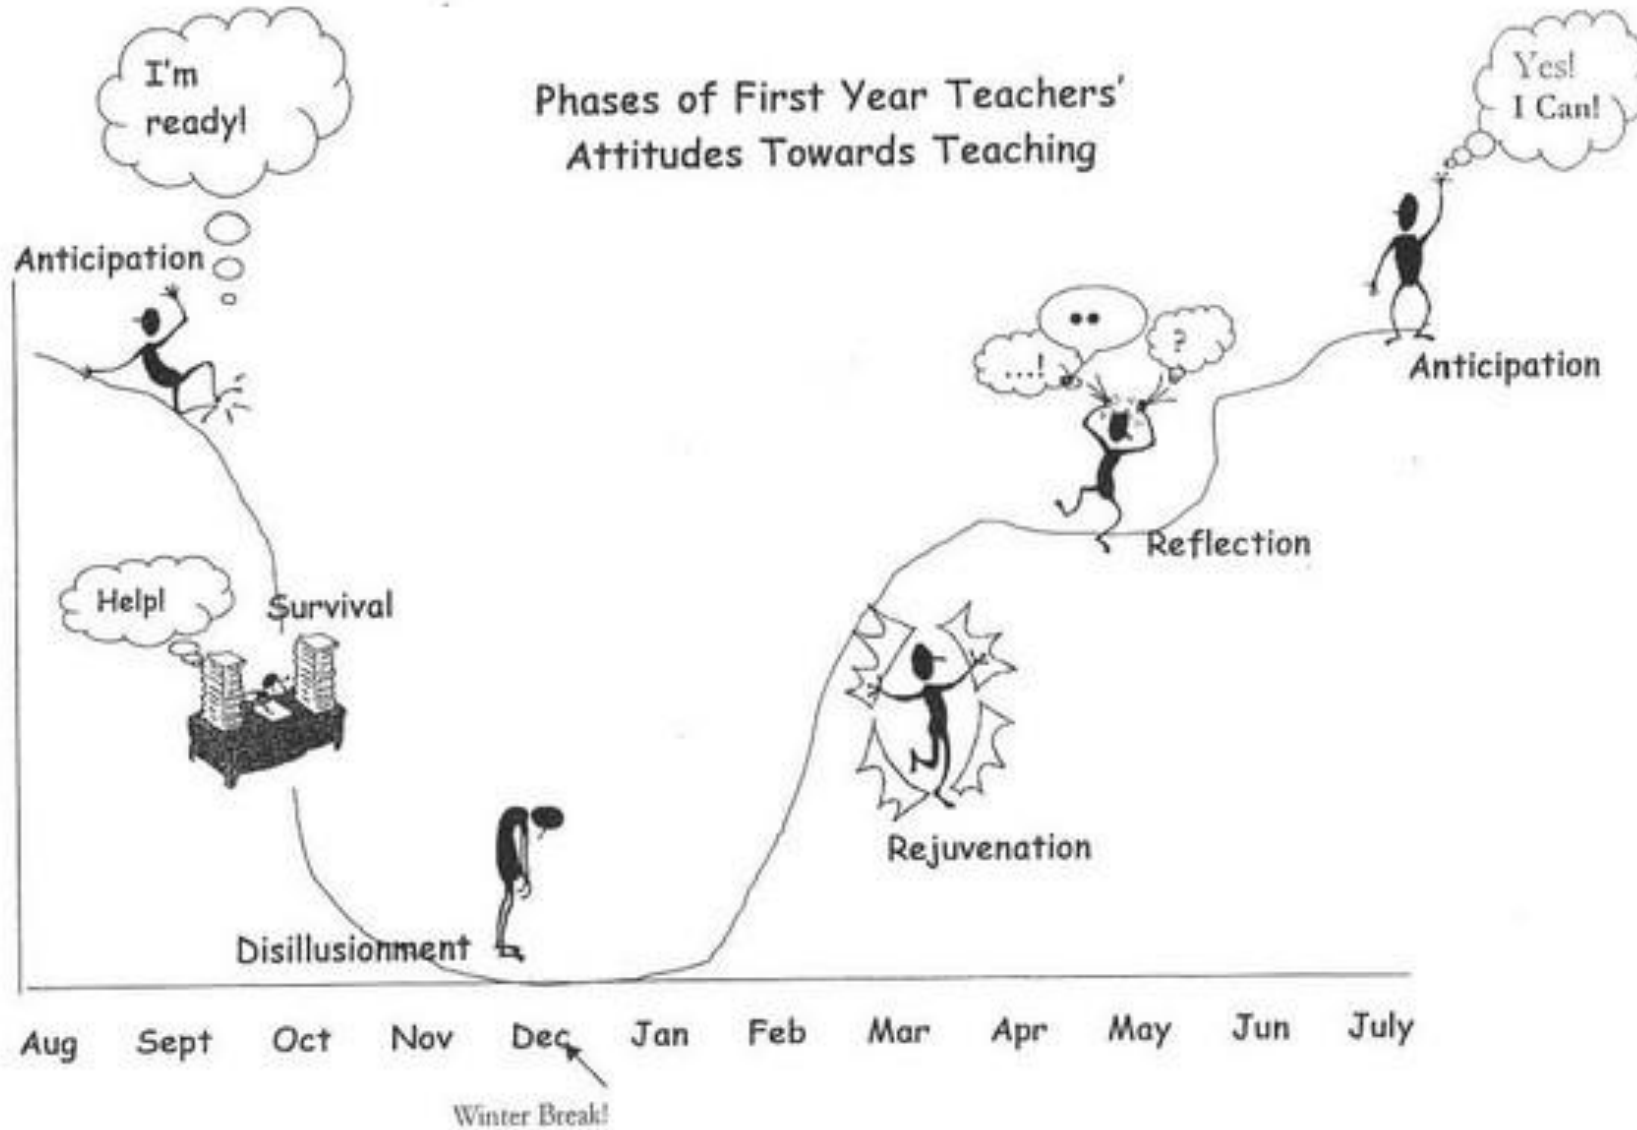 I'm
ready!
Phases of First Year Teachers'
Attitudes Towards Teaching
Yes!
I Can!
Anticipation
..
...!
?
Anticipation
Reflection
Help!
Survival
Rejuvenation
Disillusionment
Aug Sept Oct Nov Dec Jan Feb Mar Apr May Jun July
Winter Break!